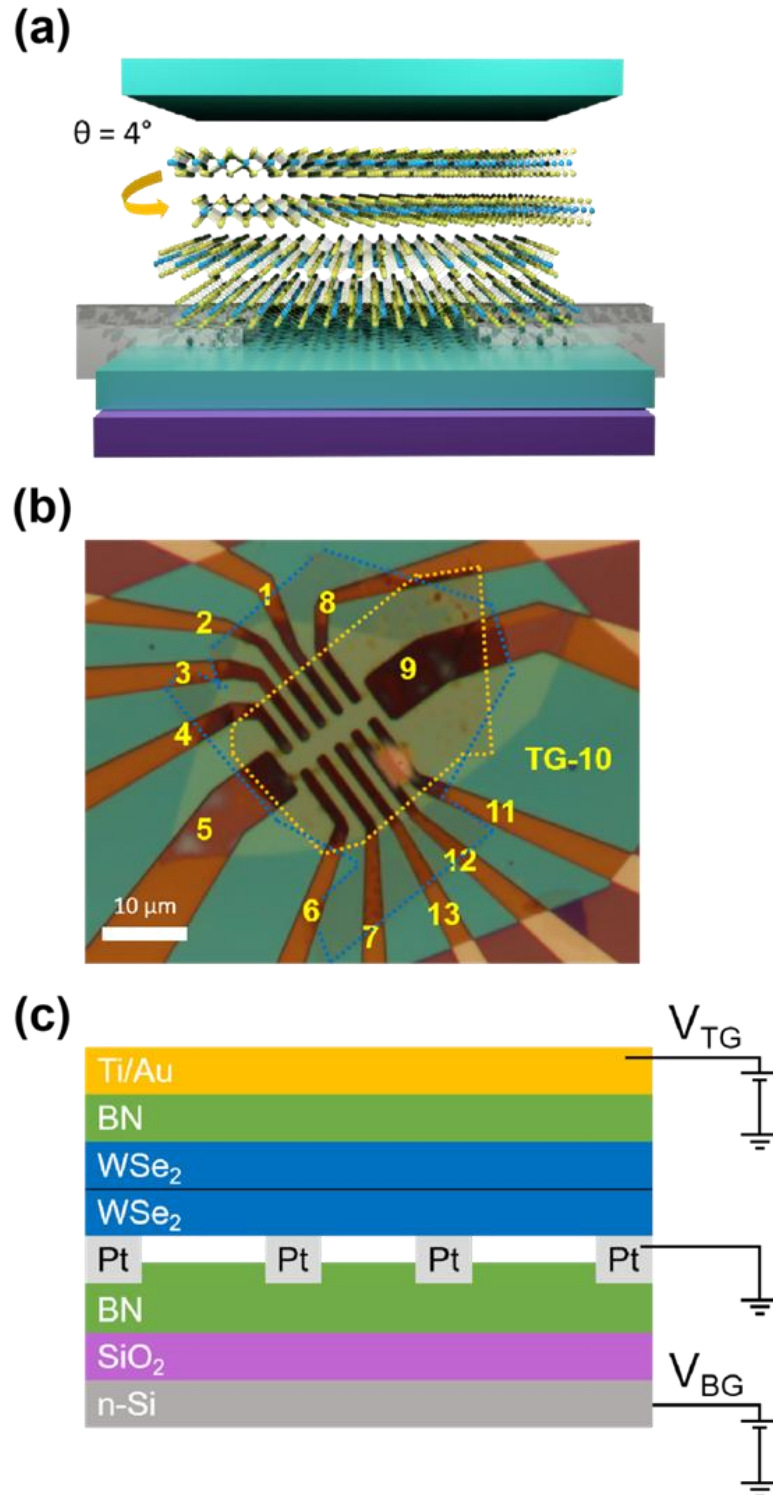 (a)
θ = 4°
(b)
1
8
2
3
9
4
TG-10
5
11
12
10 μm
6
7
13
(c)
V_TG
Ti/Au
BN
WSe₂
WSe₂
Pt Pt Pt Pt
BN
SiO₂
V_BG
n-Si